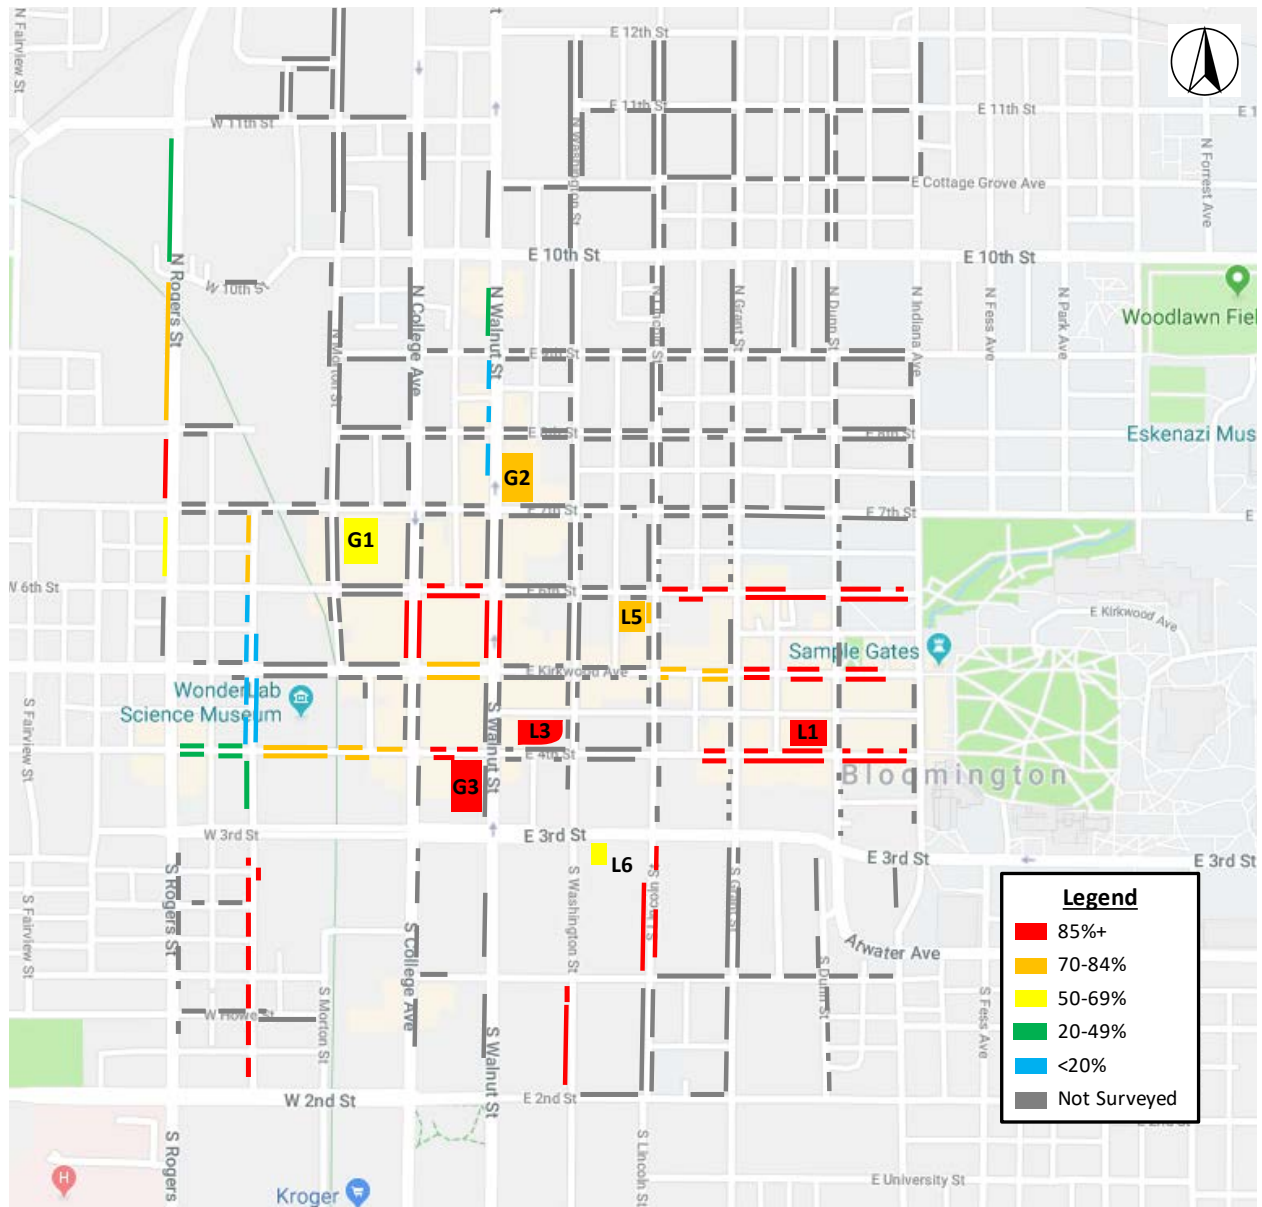 N Fairview St
E 12th St
E 11th St
E 11th St
E 1
W 11th St
N Washington St
N Forrest Ave
E Cottage Grove Ave
E 10th St
E 10th St
N Rogers St
W 10th St
N College Ave
N Walnut St
N Lincoln St
N Grant St
N Dunn St
N Indiana Ave
N Fess Ave
N Park Ave
Woodlawn Fiel
N Morton St
E 9th St
E 8th St
E 8th St
Eskenazi Mus
G2
E 7th St
E 7th St
E
G1
W 6th St
E 6th St
L5
E Kirkwood Ave
Sample Gates
E Kirkwood Ave
WonderLab
Science Museum
S Fairview St
S Walnut St
L3
L1
E 4th St
Bloomington
G3
W 3rd St
E 3rd St
E 3rd St
E 3rd St
L6
S Rogers St
S Fairview St
S College Ave
S Washington St
S Lincoln St
S Grant St
Atwater Ave
S Dunn St
S Fess Ave
W Howe St
S Morton St
S Walnut St
W 2nd St
E 2nd St
E 2nd St
S Rogers
S Lincoln St
E University St
H
Kroger
Legend
85%+
70-84%
50-69%
20-49%
<20%
Not Surveyed